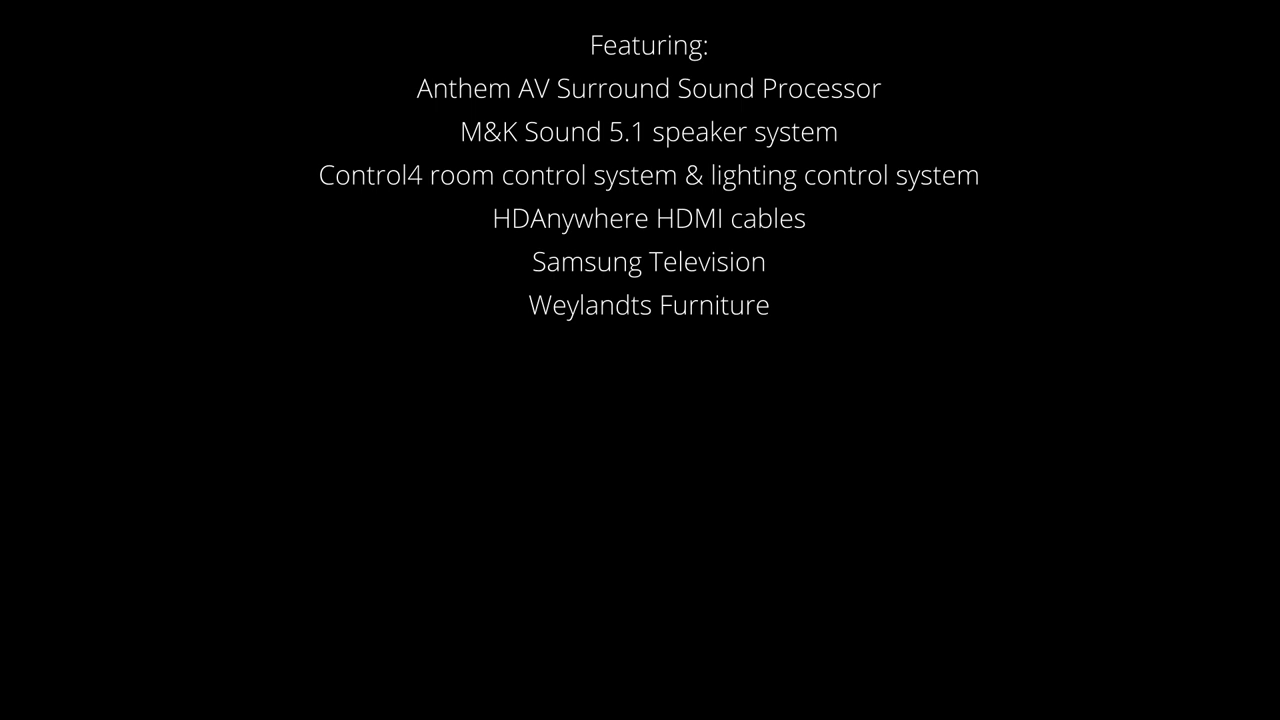 Featuring:
Anthem AV Surround Sound Processor
M&K Sound 5.1 speaker system
Control4 room control system & lighting control system
HDAnywhere HDMI cables
Samsung Television
Weylandts Furniture